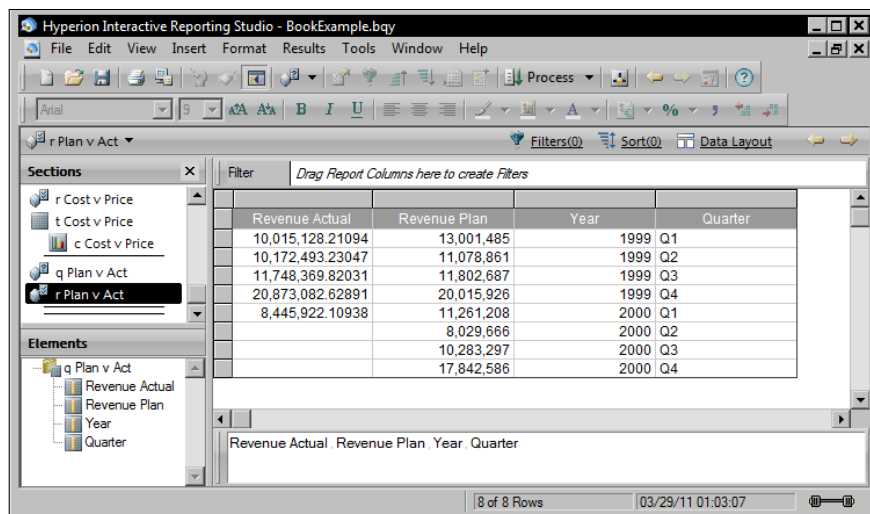 Hyperion Interactive Reporting Studio - BookExample.bqy
File Edit View Insert Format Results Tools Window Help
Process
Arial 9 B I U A %
r Plan v Act Filters(0) Sort(0) Data Layout
Sections
r Cost v Price
t Cost v Price
c Cost v Price
q Plan v Act
r Plan v Act
Elements
q Plan v Act
Revenue Actual
Revenue Plan
Year
Quarter
Filter Drag Report Columns here to create Filters
Revenue Actual Revenue Plan Year Quarter
10,015,128.21094 13,001,485 1999 Q1
10,172,493.23047 11,078,861 1999 Q2
11,748,369.82031 11,802,687 1999 Q3
20,873,082.62891 20,015,926 1999 Q4
8,445,922.10938 11,261,208 2000 Q1
8,029,666 2000 Q2
10,283,297 2000 Q3
17,842,586 2000 Q4
Revenue Actual , Revenue Plan , Year , Quarter
8 of 8 Rows 03/29/11 01:03:07